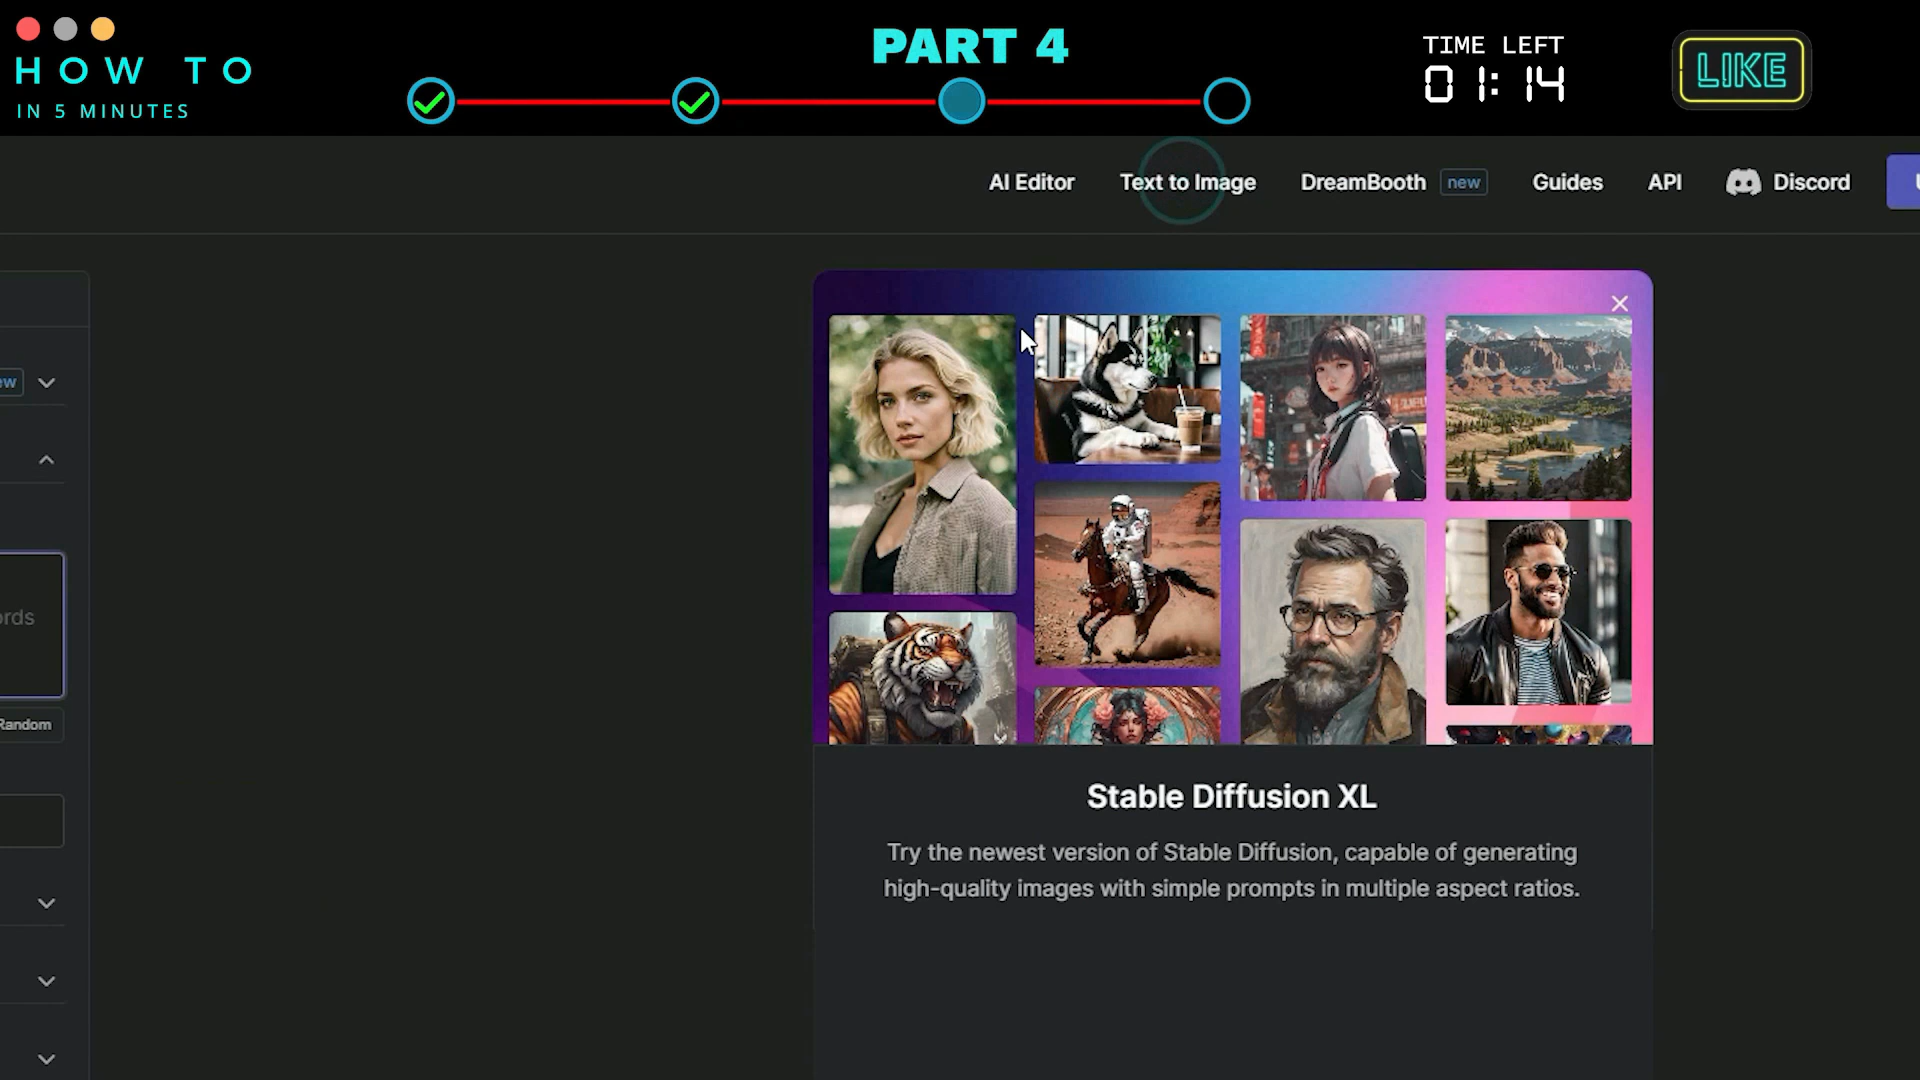 HOW TO
IN 5 MINUTES
PART 4
TIME LEFT
01:14
LIKE
AI Editor
Text to Image
DreamBooth
new
Guides
API
Discord
Random
Stable Diffusion XL
Try the newest version of Stable Diffusion, capable of generating
high-quality images with simple prompts in multiple aspect ratios.